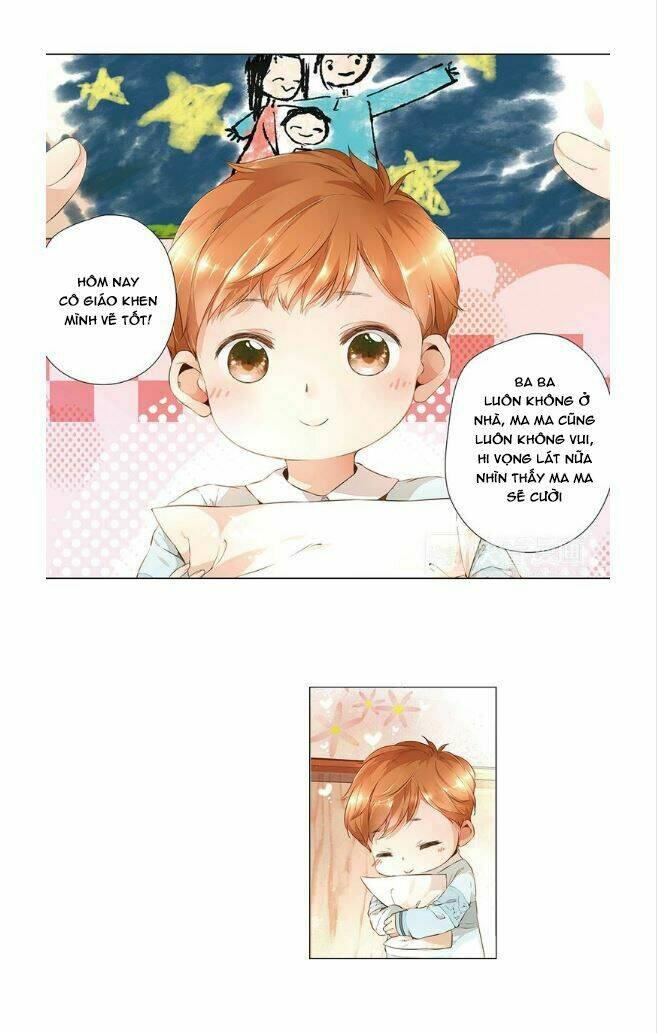 HÔM NAY
CÔ GIÁO KHEN
MÌNH VẼ TỐT!
BA BA
LUÔN KHÔNG Ở
NHÀ, MA MA CŨNG
LUÔN KHÔNG VUI,
HI VỌNG LÁT NỮA
NHÌN THẤY MA MA
SẼ CƯỜI